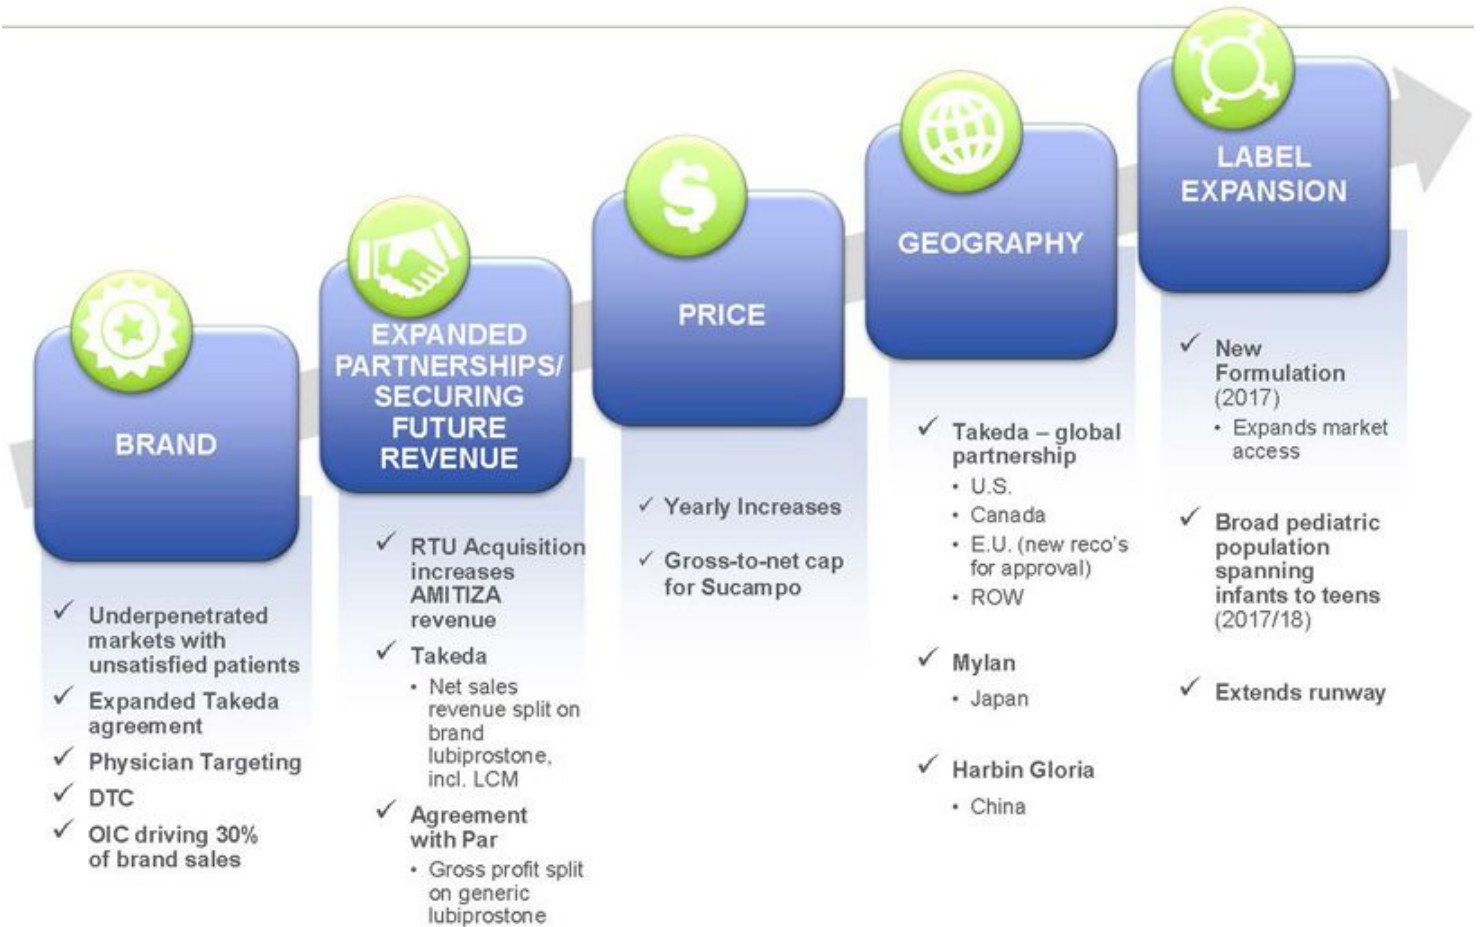 BRAND
✓ Underpenetrated
markets with
unsatisfied patients
✓ Expanded Takeda
agreement
✓ Physician Targeting
✓ DTC
✓ OIC driving 30%
of brand sales
EXPANDED
PARTNERSHIPS/
SECURING
FUTURE
REVENUE
✓ RTU Acquisition
increases
AMITIZA
revenue
✓ Takeda
• Net sales
revenue split on
brand
lubiprostone,
incl. LCM
✓ Agreement
with Par
• Gross profit split
on generic
lubiprostone
$
PRICE
✓ Yearly Increases
✓ Gross-to-net cap
for Sucampo
GEOGRAPHY
✓ Takeda – global
partnership
• U.S.
• Canada
• E.U. (new reco's
for approval)
• ROW
✓ Mylan
• Japan
✓ Harbin Gloria
• China
LABEL
EXPANSION
✓ New
Formulation
(2017)
• Expands market
access
✓ Broad pediatric
population
spanning
infants to teens
(2017/18)
✓ Extends runway